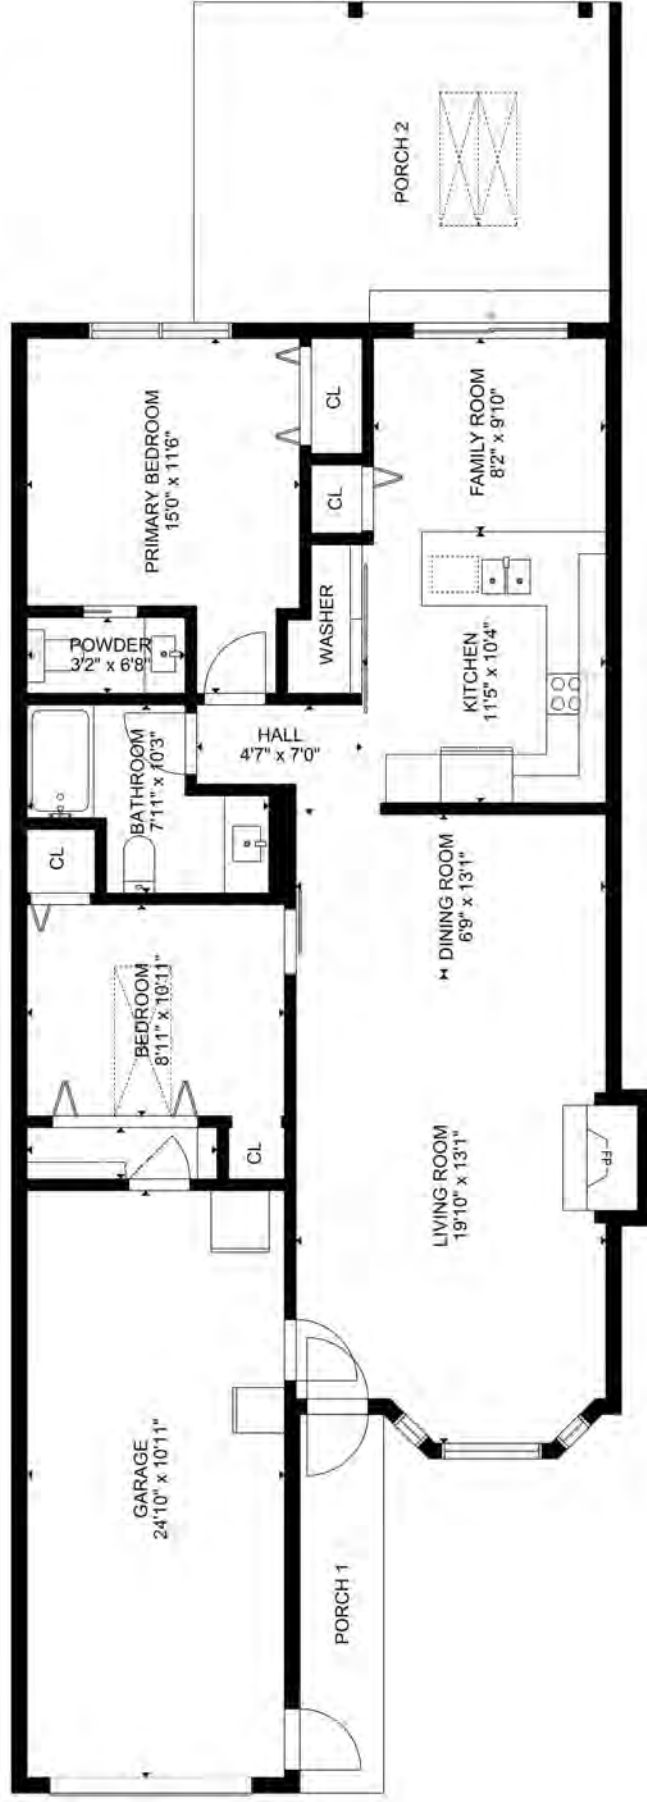 PORCH 2
PRIMARY BEDROOM
15'0" x 11'6"
CL
FAMILY ROOM
8'2" x 9'10"
CL
WASHER
POWDER
3'2" x 6'8"
KITCHEN
11'5" x 10'4"
HALL
4'7" x 7'0"
BATHROOM
7'11" x 10'3"
CL
DINING ROOM
6'9" x 13'1"
BEDROOM
8'11" x 10'11"
CL
LIVING ROOM
19'10" x 13'1"
FP
GARAGE
24'10" x 10'11"
PORCH 1